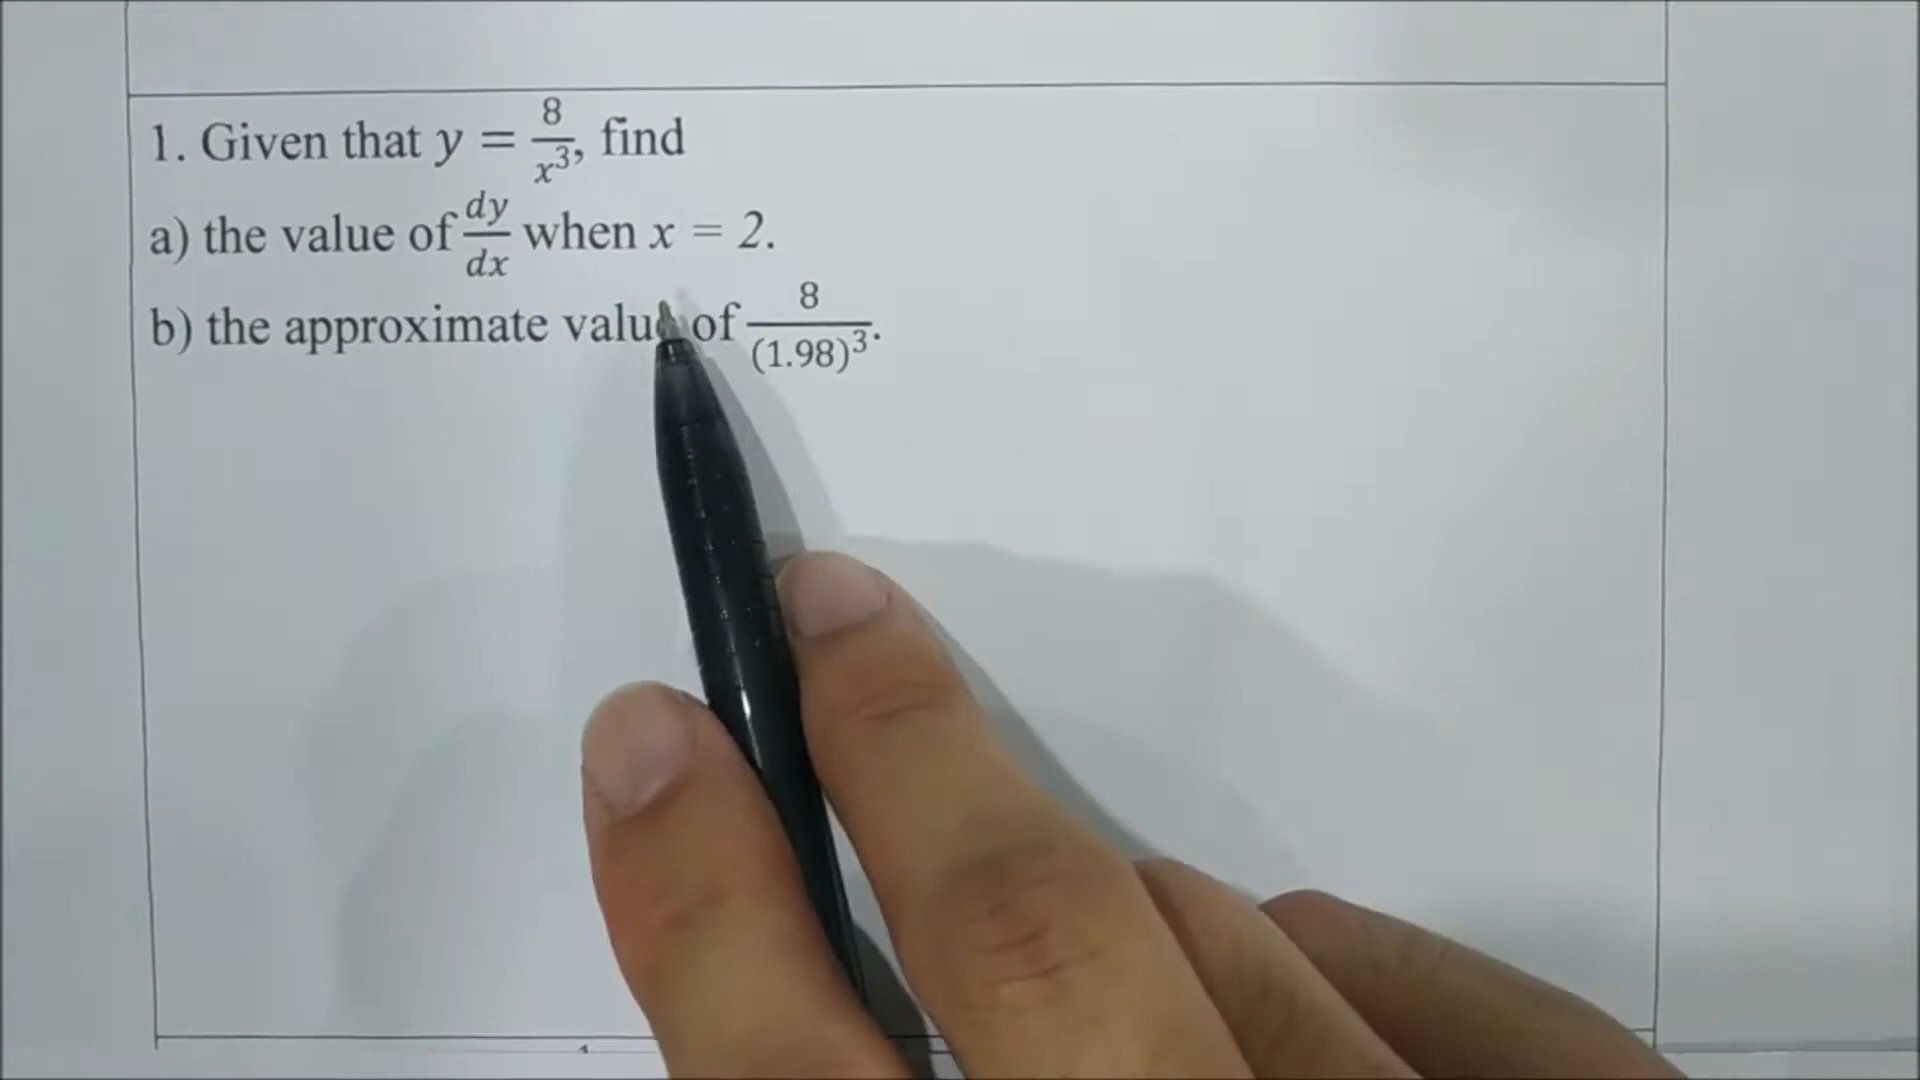 1. Given that y = 8/x³, find
a) the value of dy/dx when x = 2.
b) the approximate value of 8/(1.98)³.